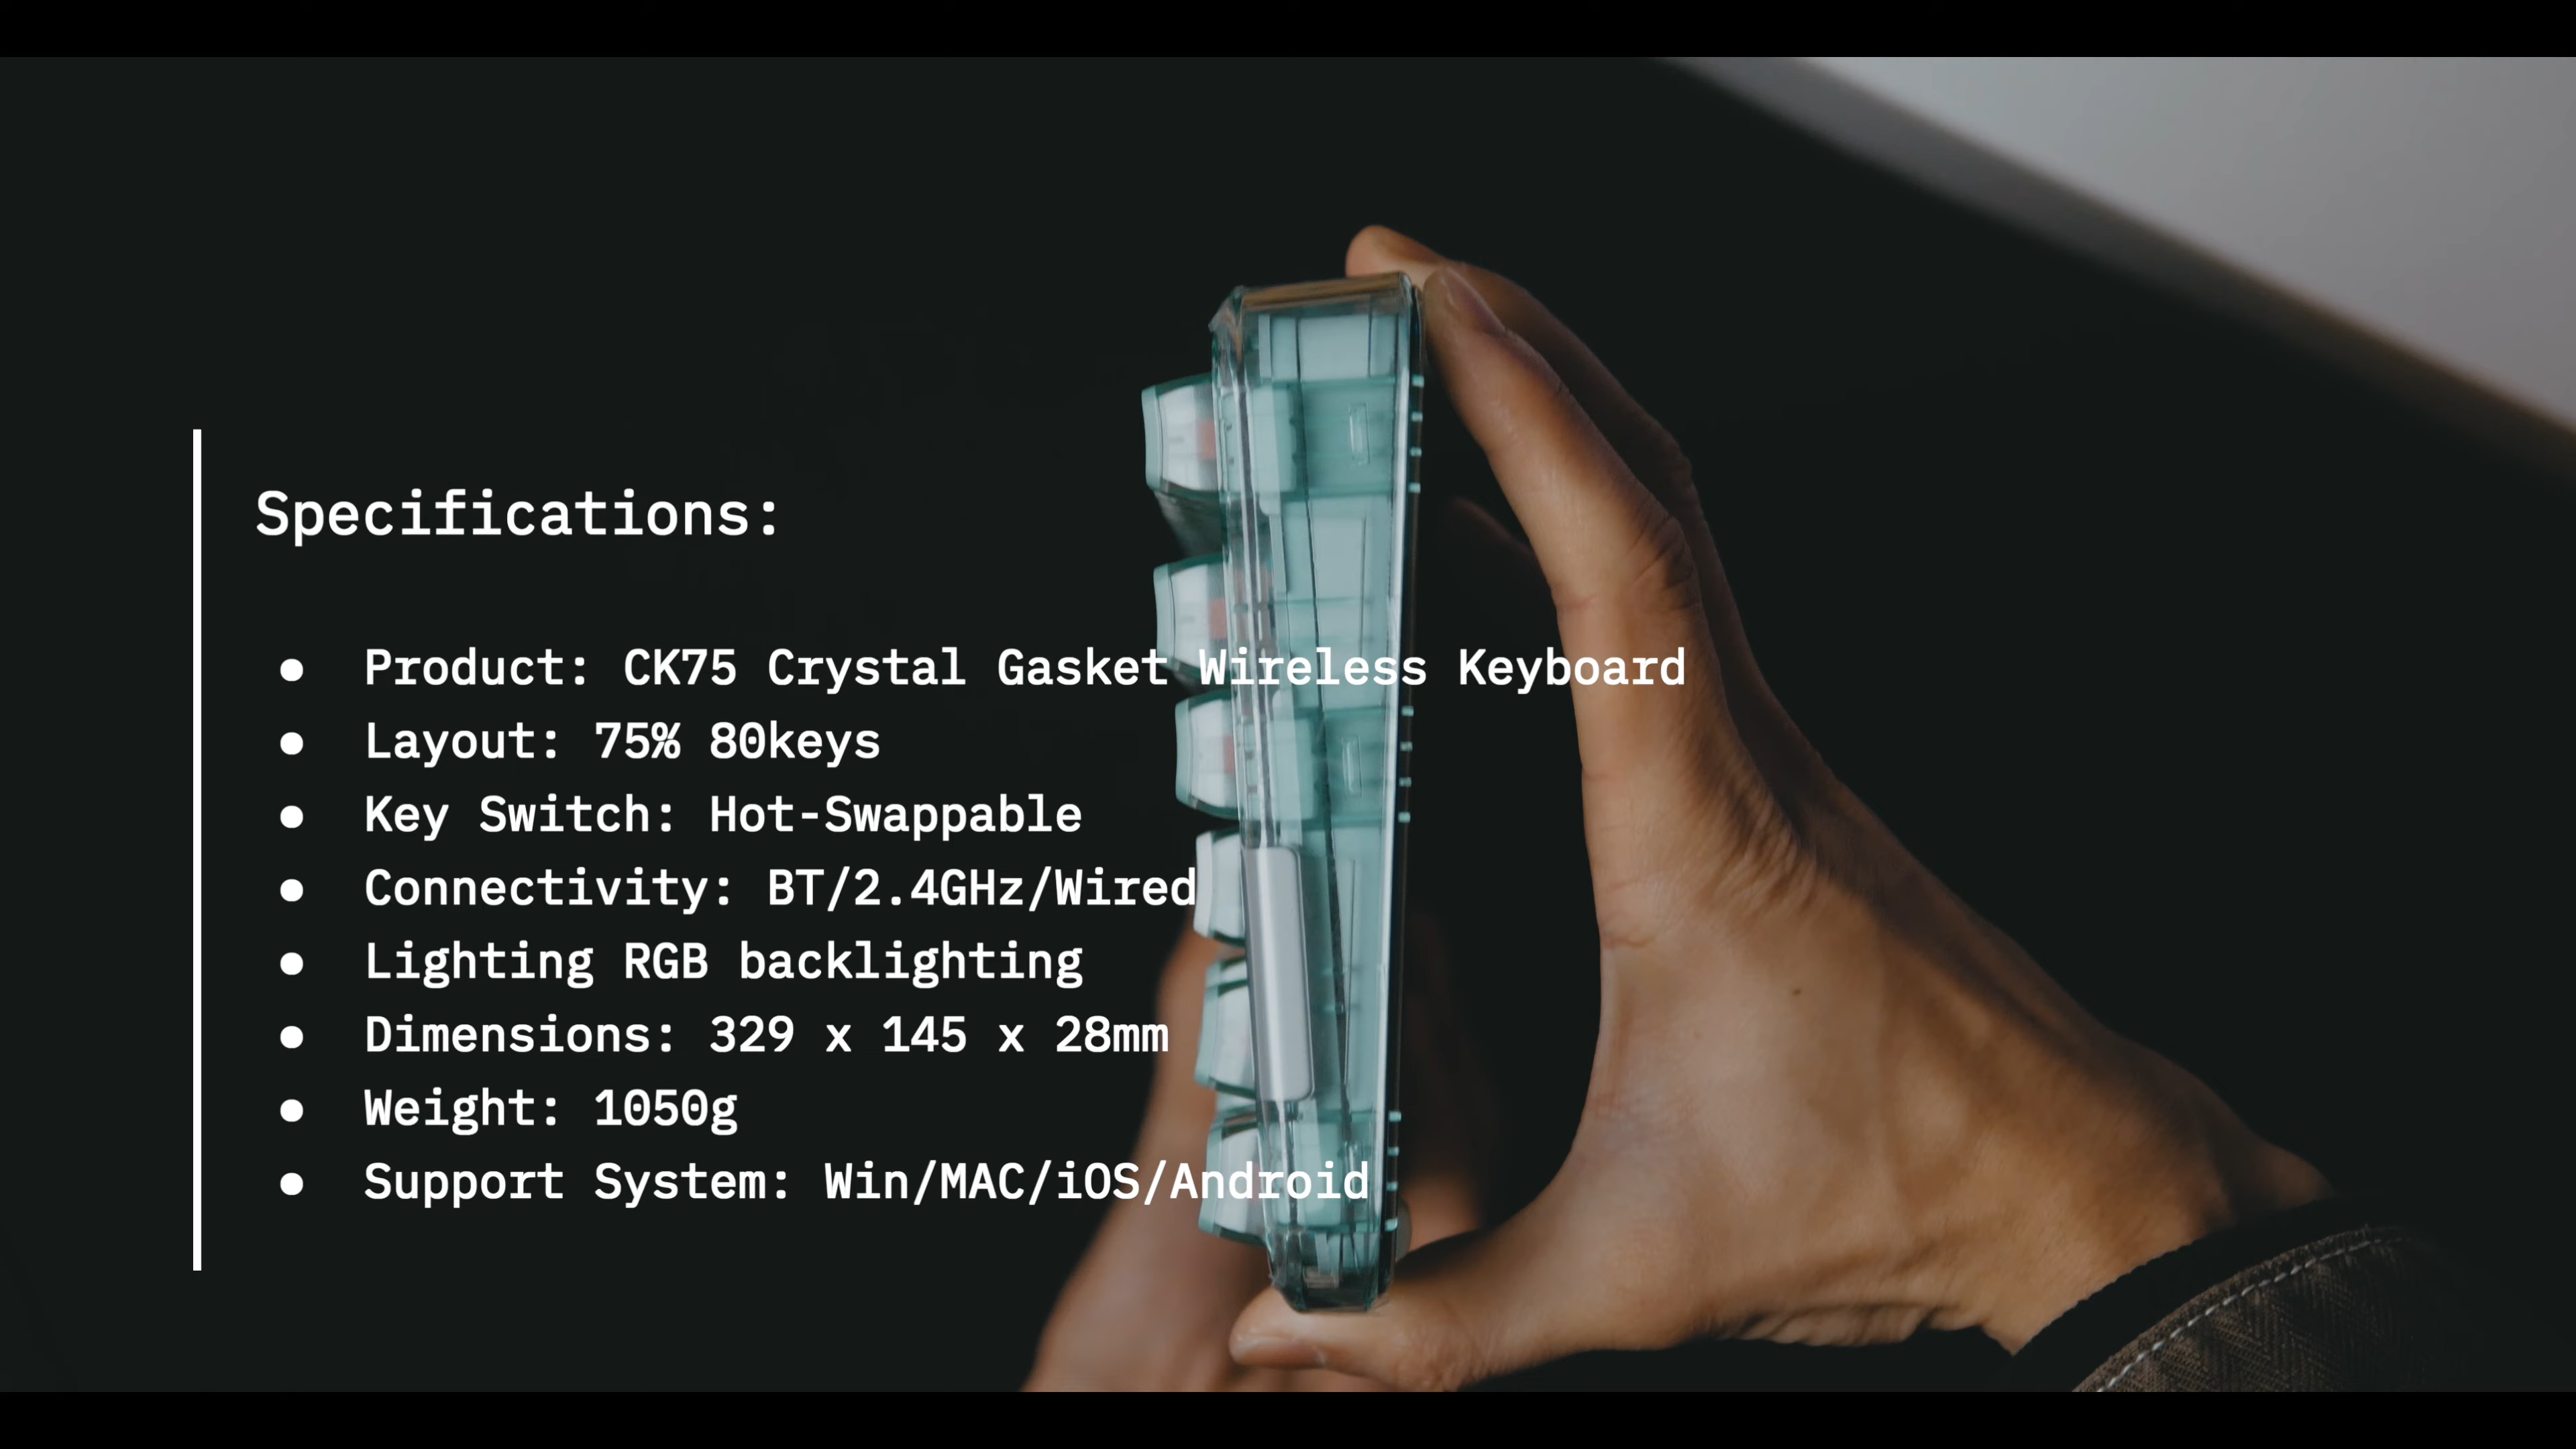 Specifications:
● Product: CK75 Crystal Gasket Wireless Keyboard
● Layout: 75% 80keys
● Key Switch: Hot-Swappable
● Connectivity: BT/2.4GHz/Wired
● Lighting RGB backlighting
● Dimensions: 329 x 145 x 28mm
● Weight: 1050g
● Support System: Win/MAC/iOS/Android